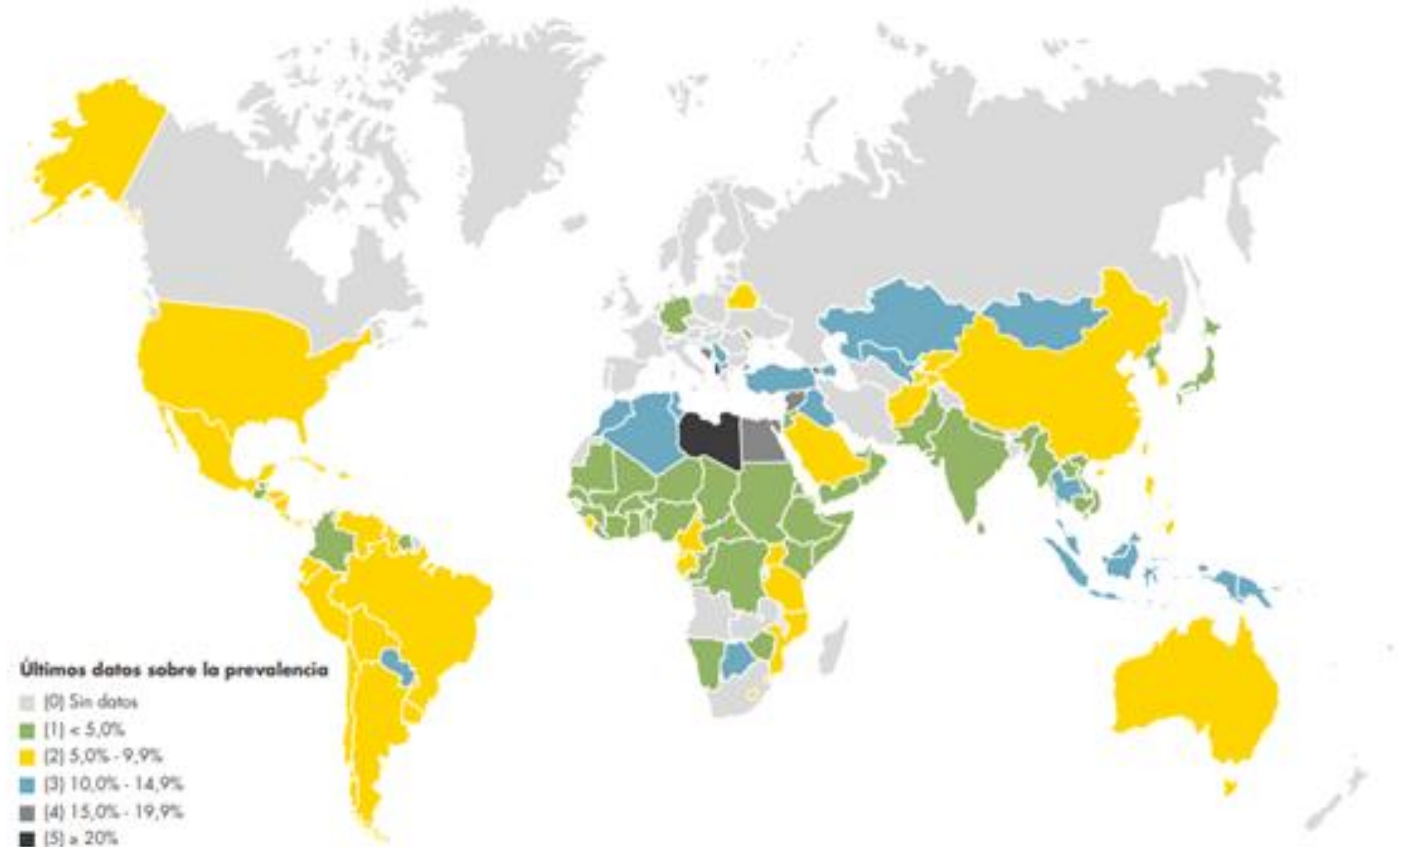 Últimos datos sobre la prevalencia
(0) Sin datos
(1) < 5,0%
(2) 5,0% - 9,9%
(3) 10,0% - 14,9%
(4) 15,0% - 19,9%
(5) ≥ 20%